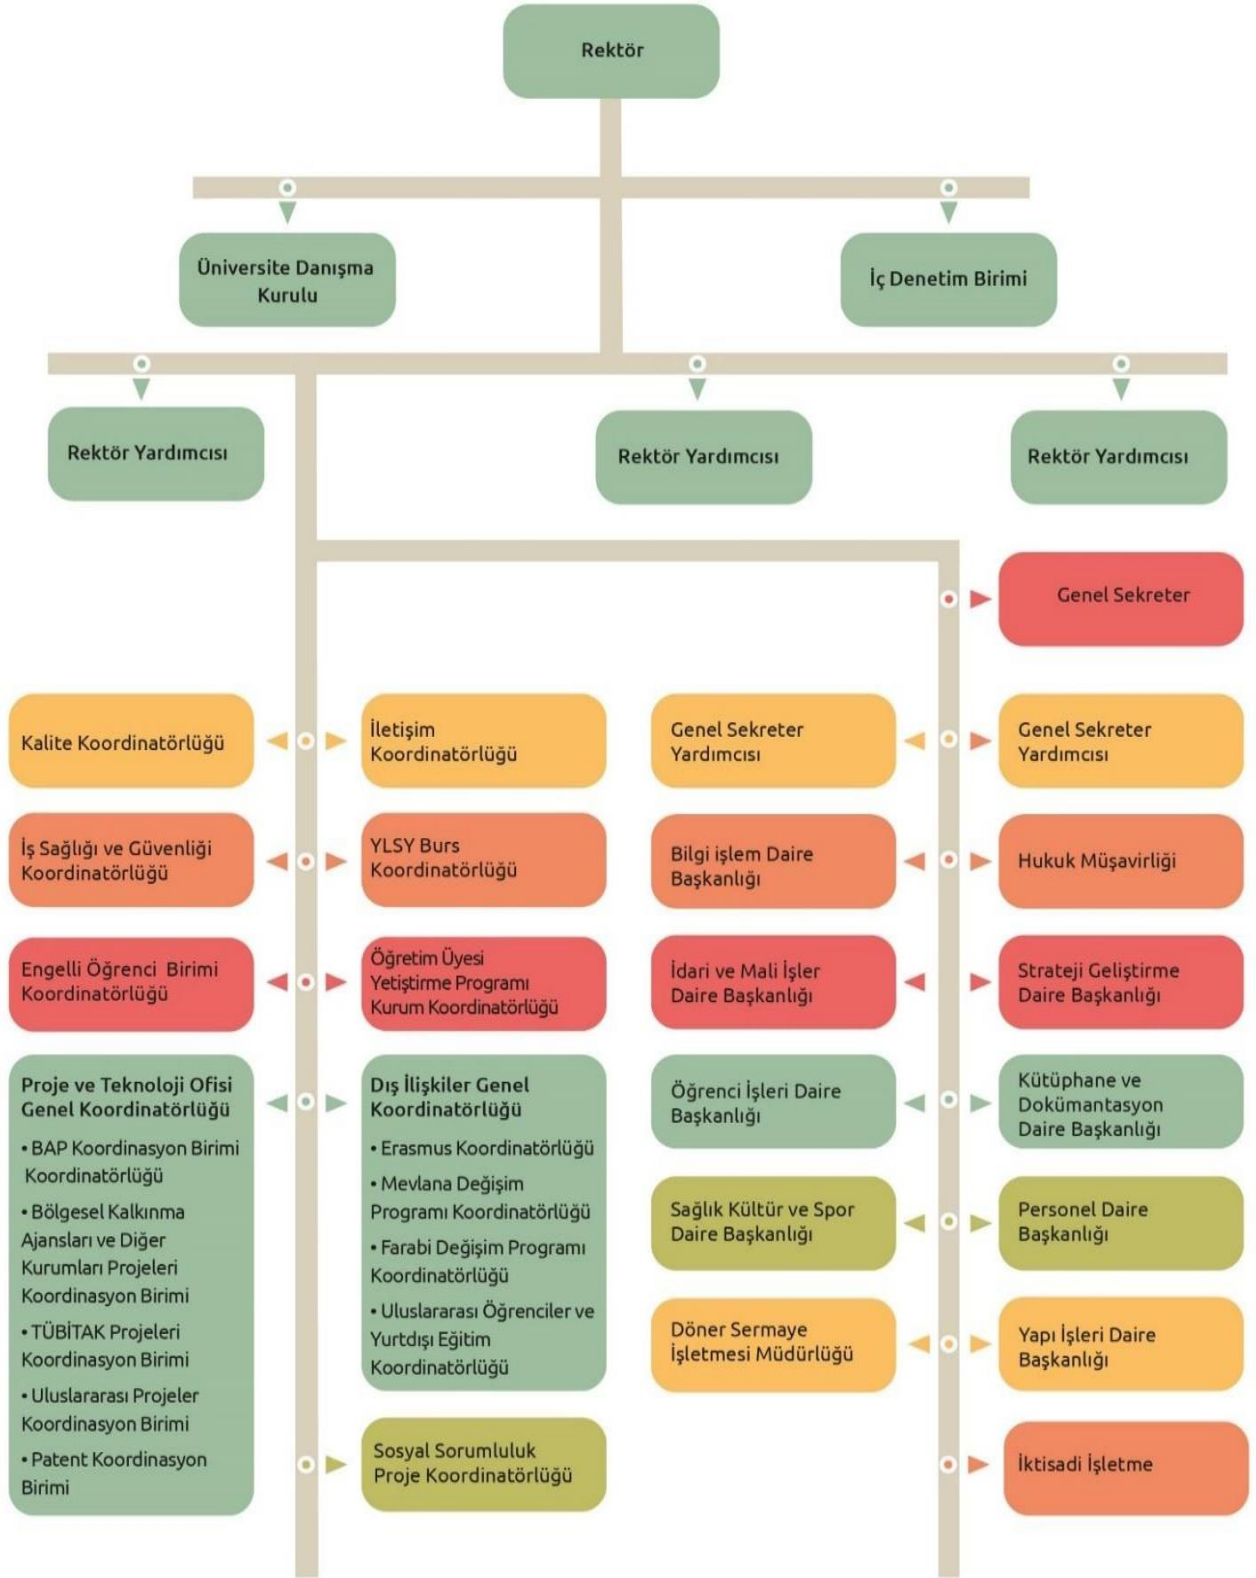 Rektör
Üniversite Danışma
Kurulu
İç Denetim Birimi
Rektör Yardımcısı
Rektör Yardımcısı
Rektör Yardımcısı
Genel Sekreter
Kalite Koordinatörlüğü
İletişim
Koordinatörlüğü
Genel Sekreter
Yardımcısı
Genel Sekreter
Yardımcısı
İş Sağlığı ve Güvenliği
Koordinatörlüğü
YLSY Burs
Koordinatörlüğü
Bilgi işlem Daire
Başkanlığı
Hukuk Müşavirliği
Engelli Öğrenci Birimi
Koordinatörlüğü
Öğretim Üyesi
Yetiştirme Programı
Kurum Koordinatörlüğü
İdari ve Mali İşler
Daire Başkanlığı
Strateji Geliştirme
Daire Başkanlığı
Proje ve Teknoloji Ofisi
Genel Koordinatörlüğü
• BAP Koordinasyon Birimi
Koordinatörlüğü
• Bölgesel Kalkınma
Ajansları ve Diğer
Kurumları Projeleri
Koordinasyon Birimi
• TÜBİTAK Projeleri
Koordinasyon Birimi
• Uluslararası Projeler
Koordinasyon Birimi
• Patent Koordinasyon
Birimi
Dış İlişkiler Genel
Koordinatörlüğü
• Erasmus Koordinatörlüğü
• Mevlana Değişim
Programı Koordinatörlüğü
• Farabi Değişim Programı
Koordinatörlüğü
• Uluslararası Öğrenciler ve
Yurtdışı Eğitim
Koordinatörlüğü
Öğrenci İşleri Daire
Başkanlığı
Kütüphane ve
Dokümantasyon
Daire Başkanlığı
Sağlık Kültür ve Spor
Daire Başkanlığı
Personel Daire
Başkanlığı
Döner Sermaye
İşletmesi Müdürlüğü
Yapı İşleri Daire
Başkanlığı
Sosyal Sorumluluk
Proje Koordinatörlüğü
İktisadi İşletme